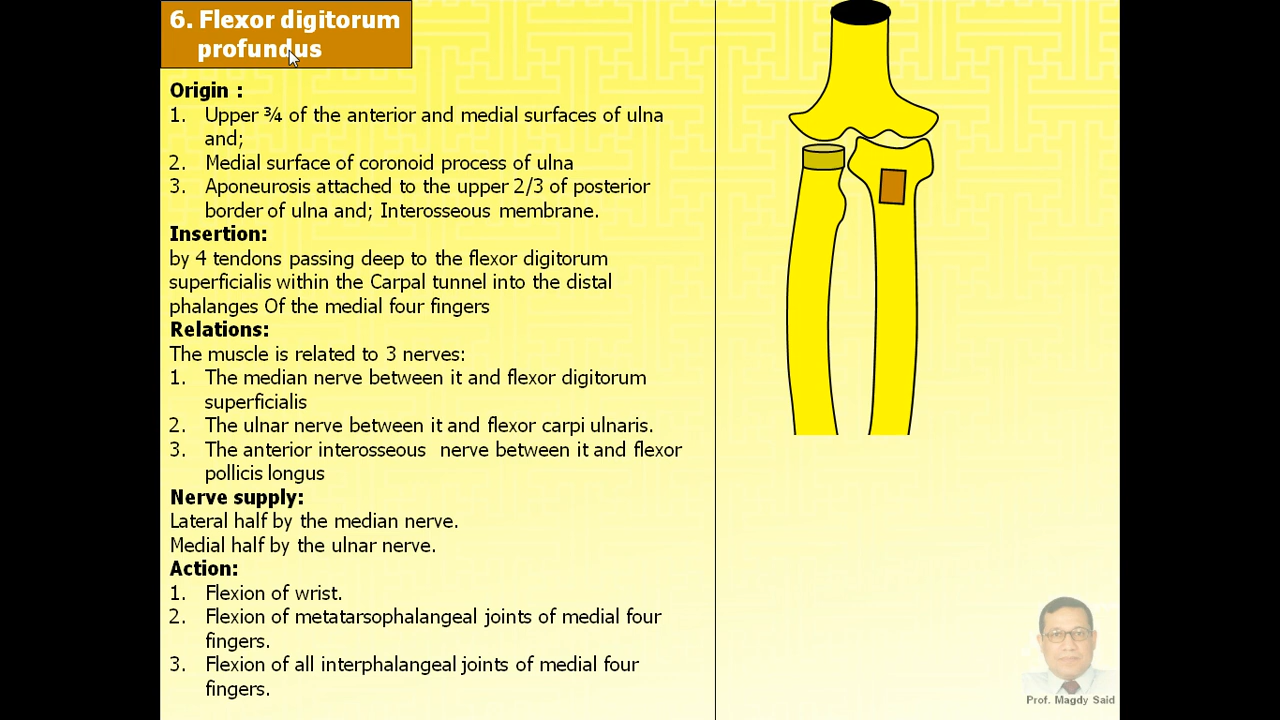 6. Flexor digitorum
profundus
Origin :
1. Upper ¾ of the anterior and medial surfaces of ulna
and;
2. Medial surface of coronoid process of ulna
3. Aponeurosis attached to the upper 2/3 of posterior
border of ulna and; Interosseous membrane.
Insertion:
by 4 tendons passing deep to the flexor digitorum
superficialis within the Carpal tunnel into the distal
phalanges Of the medial four fingers
Relations:
The muscle is related to 3 nerves:
1. The median nerve between it and flexor digitorum
superficialis
2. The ulnar nerve between it and flexor carpi ulnaris.
3. The anterior interosseous nerve between it and flexor
pollicis longus
Nerve supply:
Lateral half by the median nerve.
Medial half by the ulnar nerve.
Action:
1. Flexion of wrist.
2. Flexion of metatarsophalangeal joints of medial four
fingers.
3. Flexion of all interphalangeal joints of medial four
fingers.
Prof. Magdy Said